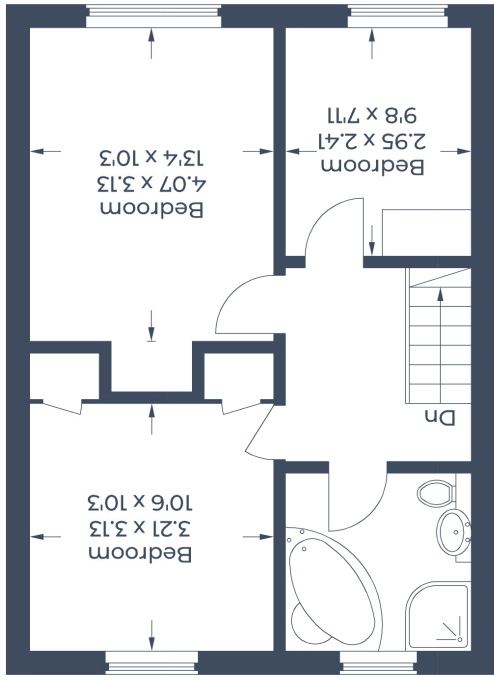 Bedroom
3.21 x 3.13
10'6 x 10'3
Dn
Bedroom
4.07 x 3.13
13'4 x 10'3
Bedroom
2.95 x 2.41
9'8 x 7'11